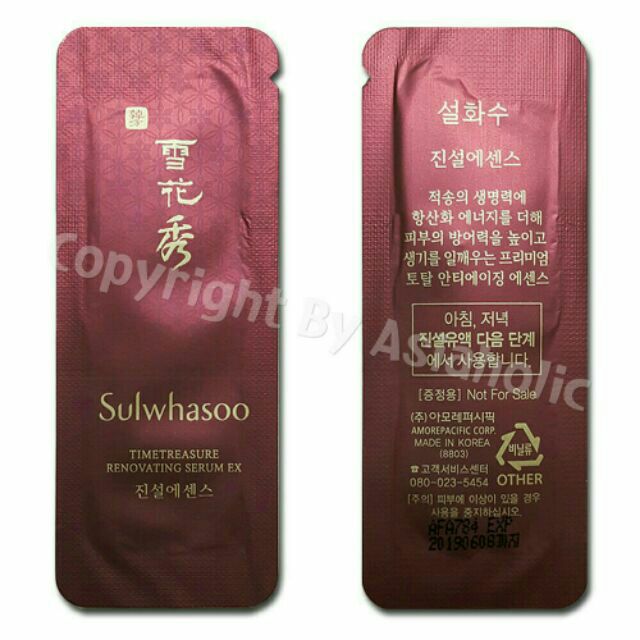 雪花秀
Sulwhasoo
TIMETREASURE
RENOVATING SERUM EX
진설에센스
설화수
진설에센스
적송의 생명력에
항산화 에너지를 더해
피부의 방어력을 높이고
생기를 일깨우는 프리미엄
토탈 안티에이징 에센스
아침, 저녁
진설유액 다음 단계
에서 사용합니다.
[증정용] Not For Sale
(주)아모레퍼시픽
AMOREPACIFIC CORP.
MADE IN KOREA
(8803)
비닐류
OTHER
☎고객서비스센터
080-023-5454
[주의] 피부에 이상이 있을 경우
사용을 중지하십시오.
AFA784 EXP
20190608까지
Copyright By Asiaholic